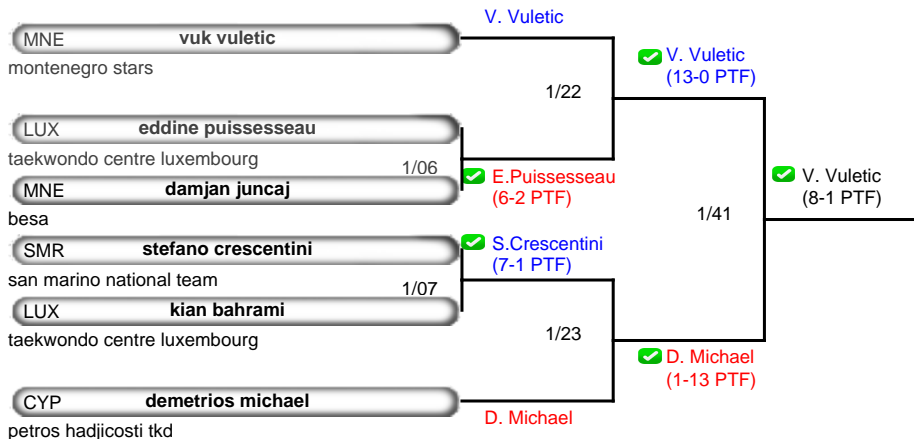 V. Vuletic
MNE vuk vuletic
montenegro stars
V. Vuletic
(13-0 PTF)
1/22
LUX eddine puissesseau
taekwondo centre luxembourg
1/06
E.Puissesseau
(6-2 PTF)
MNE damjan juncaj
besa
V. Vuletic
(8-1 PTF)
1/41
SMR stefano crescentini
S.Crescentini
(7-1 PTF)
san marino national team
1/07
LUX kian bahrami
taekwondo centre luxembourg
1/23
D. Michael
(1-13 PTF)
CYP demetrios michael
D. Michael
petros hadjicosti tkd